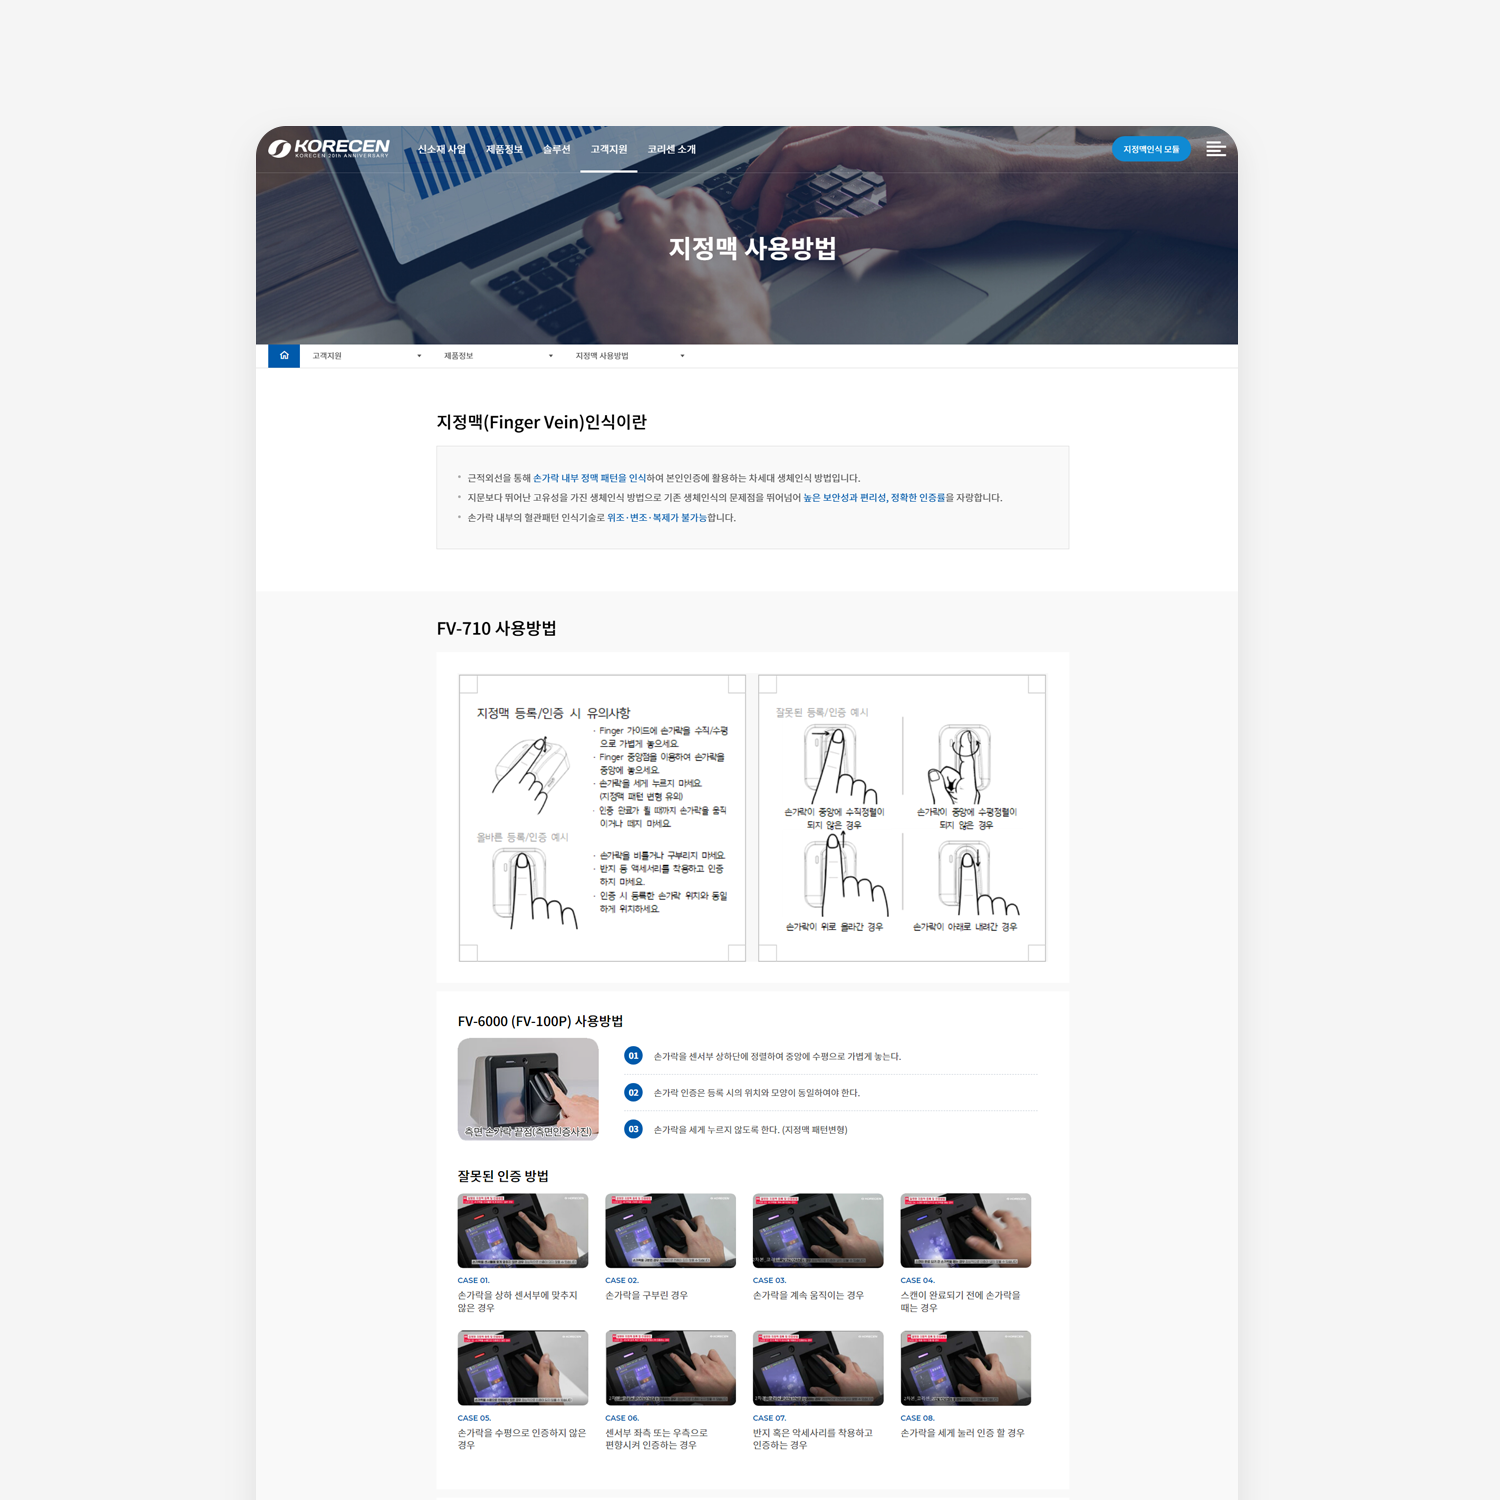 KORECEN
KORECEN 20th ANNIVERSARY
신소재 사업
제품정보
솔루션
고객지원
코리센 소개
지정맥인식 모듈
지정맥 사용방법
고객지원
제품정보
지정맥 사용방법
지정맥(Finger Vein)인식이란
근적외선을 통해 손가락 내부 정맥 패턴을 인식하여 본인인증에 활용하는 차세대 생체인식 방법입니다.
지문보다 뛰어난 고유성을 가진 생체인식 방법으로 기존 생체인식의 문제점을 뛰어넘어 높은 보안성과 편리성, 정확한 인증률을 자랑합니다.
손가락 내부의 혈관패턴 인식기술로 위조·변조·복제가 불가능합니다.
FV-710 사용방법
지정맥 등록/인증 시 유의사항
· Finger 가이드에 손가락을 수직/수평
으로 가볍게 놓으세요.
· Finger 중앙점을 이용하여 손가락을
중앙에 놓으세요.
· 손가락을 세게 누르지 마세요.
(지정맥 패턴 변형 유의)
· 인증 완료가 될 때까지 손가락을 움직
이거나 떼지 마세요.
올바른 등록/인증 예시
· 손가락을 비틀거나 구부리지 마세요.
· 반지 등 액세서리를 착용하고 인증
하지 마세요.
· 인증 시 등록한 손가락 위치와 동일
하게 위치하세요.
잘못된 등록/인증 예시
손가락이 중앙에 수직정렬이
되지 않은 경우
손가락이 중앙에 수평정렬이
되지 않은 경우
손가락이 위로 올라간 경우
손가락이 아래로 내려간 경우
FV-6000 (FV-100P) 사용방법
측면 손가락 끝점(측면인증사진)
01 손가락을 센서부 상하단에 정렬하여 중앙에 수평으로 가볍게 놓는다.
02 손가락 인증은 등록 시의 위치와 모양이 동일하여야 한다.
03 손가락을 세게 누르지 않도록 한다. (지정맥 패턴변형)
잘못된 인증 방법
CASE 01.
손가락을 상하 센서부에 맞추지
않은 경우
CASE 02.
손가락을 구부린 경우
CASE 03.
손가락을 계속 움직이는 경우
CASE 04.
스캔이 완료되기 전에 손가락을
때는 경우
CASE 05.
손가락을 수평으로 인증하지 않은
경우
CASE 06.
센서부 좌측 또는 우측으로
편향시켜 인증하는 경우
CASE 07.
반지 혹은 악세사리를 착용하고
인증하는 경우
CASE 08.
손가락을 세게 눌러 인증 할 경우